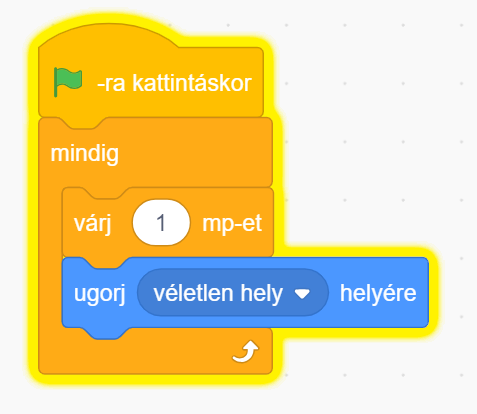 -ra kattintáskor
mindig
várj 1 mp-et
ugorj véletlen hely helyére